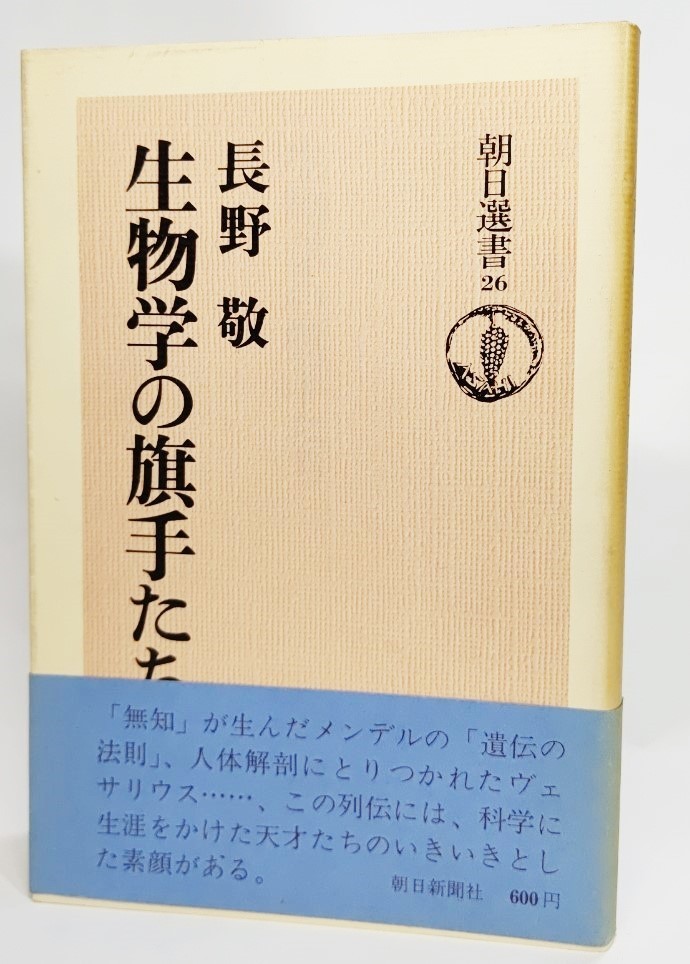 朝日選書
26
ASAHI
長野 敬
生物学の旗手たち
「無知」が生んだメンデルの「遺伝の
法則」、人体解剖にとりつかれたヴェ
サリウス……、この列伝には、科学に
生涯をかけた天才たちのいきいきとし
た素顔がある。
朝日新聞社 600円